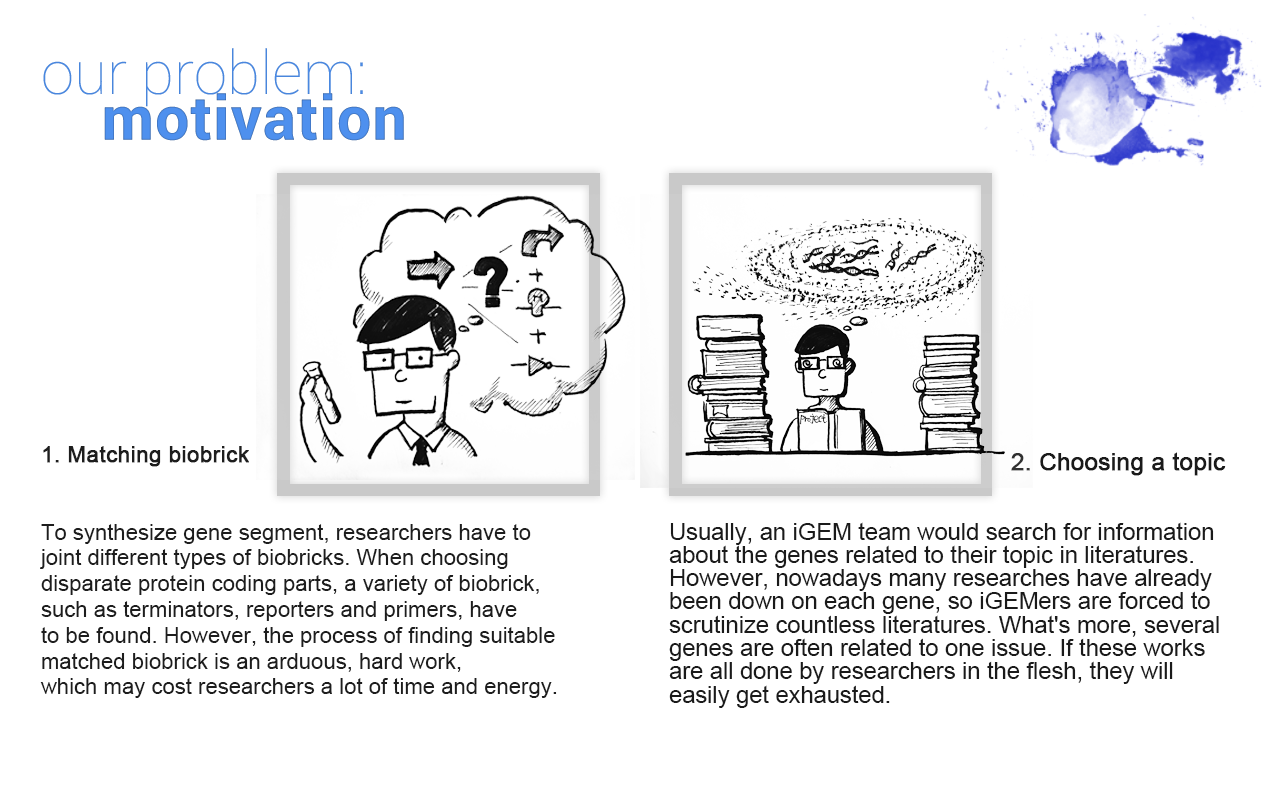 our problem:
motivation
1. Matching biobrick
To synthesize gene segment, researchers have to
joint different types of biobricks. When choosing
disparate protein coding parts, a variety of biobrick,
such as terminators, reporters and primers, have
to be found. However, the process of finding suitable
matched biobrick is an arduous, hard work,
which may cost researchers a lot of time and energy.
?
+
+
Project
2. Choosing a topic
Usually, an iGEM team would search for information
about the genes related to their topic in literatures.
However, nowadays many researches have already
been down on each gene, so iGEMers are forced to
scrutinize countless literatures. What's more, several
genes are often related to one issue. If these works
are all done by researchers in the flesh, they will
easily get exhausted.